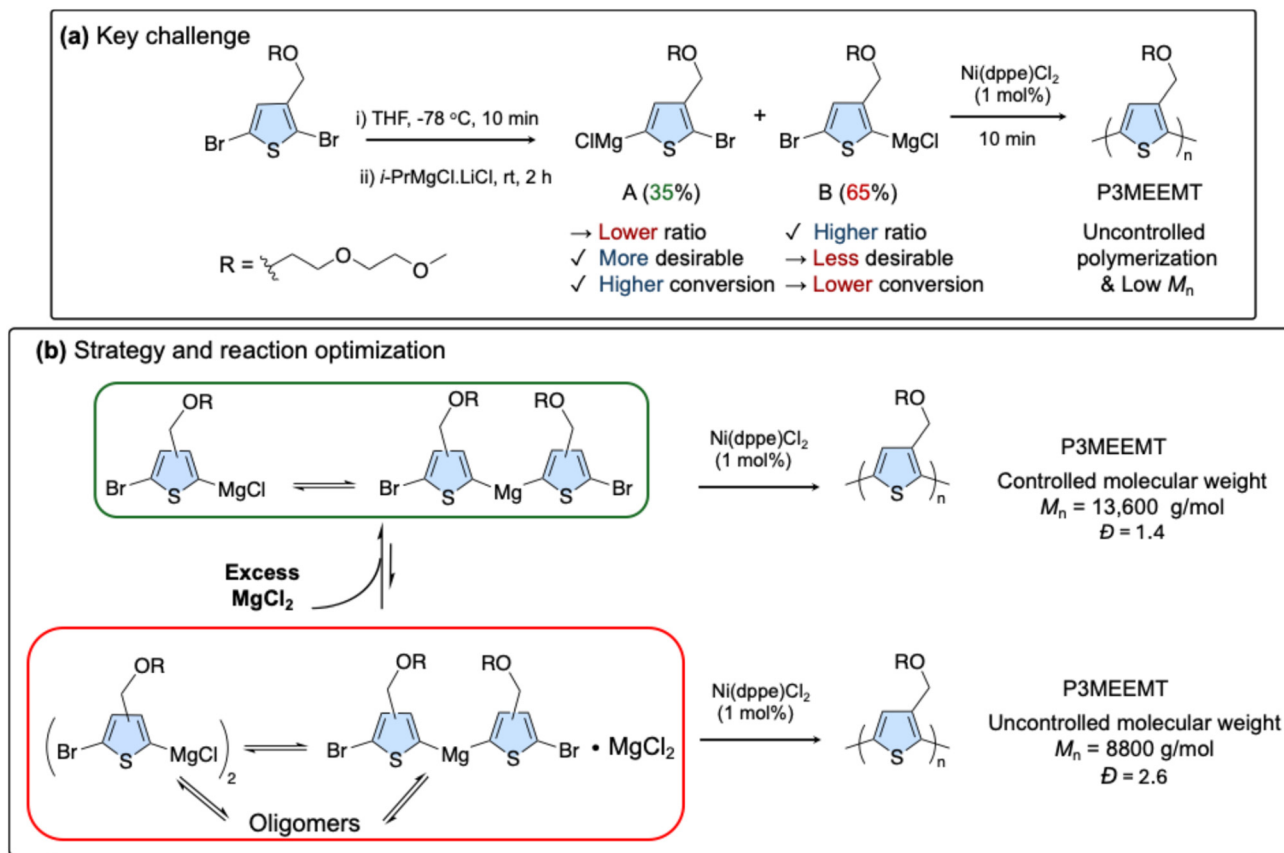 (a) Key challenge
RO
Br
S
Br
i) THF, -78 °C, 10 min
ii) i-PrMgCl.LiCl, rt, 2 h
RO
ClMg
S
Br
A (35%)
→ Lower ratio
✓ More desirable
✓ Higher conversion
+
RO
Br
S
MgCl
B (65%)
✓ Higher ratio
→ Less desirable
→ Lower conversion
Ni(dppe)Cl2
(1 mol%)
10 min
RO
S
n
P3MEEMT
Uncontrolled
polymerization
& Low Mn
R =
O
O
(b) Strategy and reaction optimization
OR
Br
S
MgCl
OR
RO
Br
S
Mg
S
Br
Ni(dppe)Cl2
(1 mol%)
RO
S
n
P3MEEMT
Controlled molecular weight
Mn = 13,600 g/mol
Đ = 1.4
Excess
MgCl2
OR
(Br
S
MgCl)2
OR
RO
Br
S
Mg
S
Br • MgCl2
Oligomers
Ni(dppe)Cl2
(1 mol%)
RO
S
n
P3MEEMT
Uncontrolled molecular weight
Mn = 8800 g/mol
Đ = 2.6